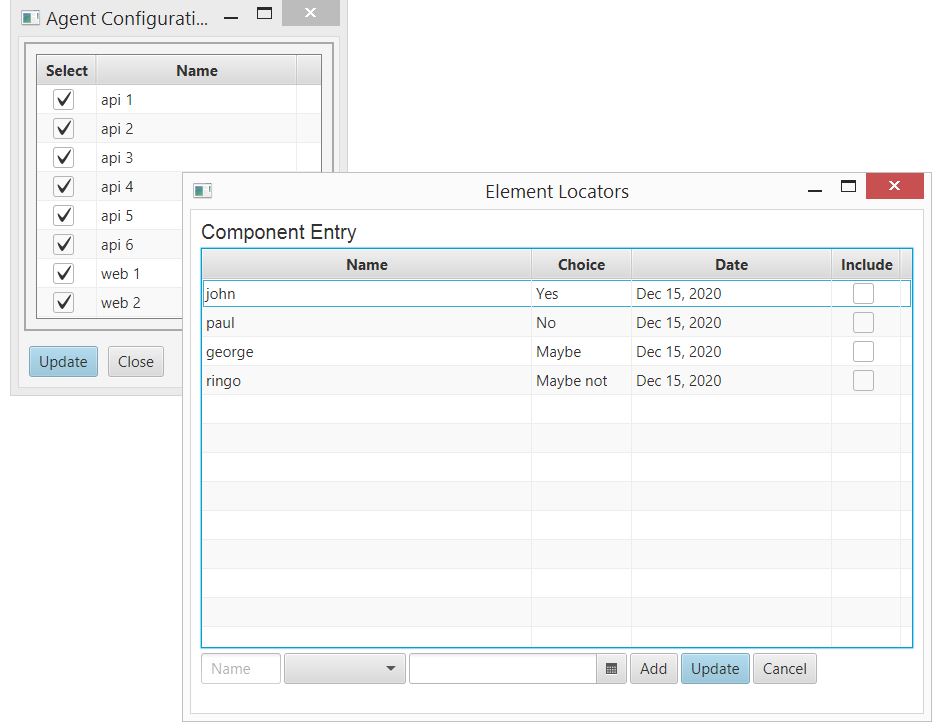 Agent Configurati...
Select Name
api 1
api 2
api 3
api 4
api 5
api 6
web 1
web 2
Update Close
Element Locators
Component Entry
Name Choice Date Include
john Yes Dec 15, 2020
paul No Dec 15, 2020
george Maybe Dec 15, 2020
ringo Maybe not Dec 15, 2020
Name Add Update Cancel